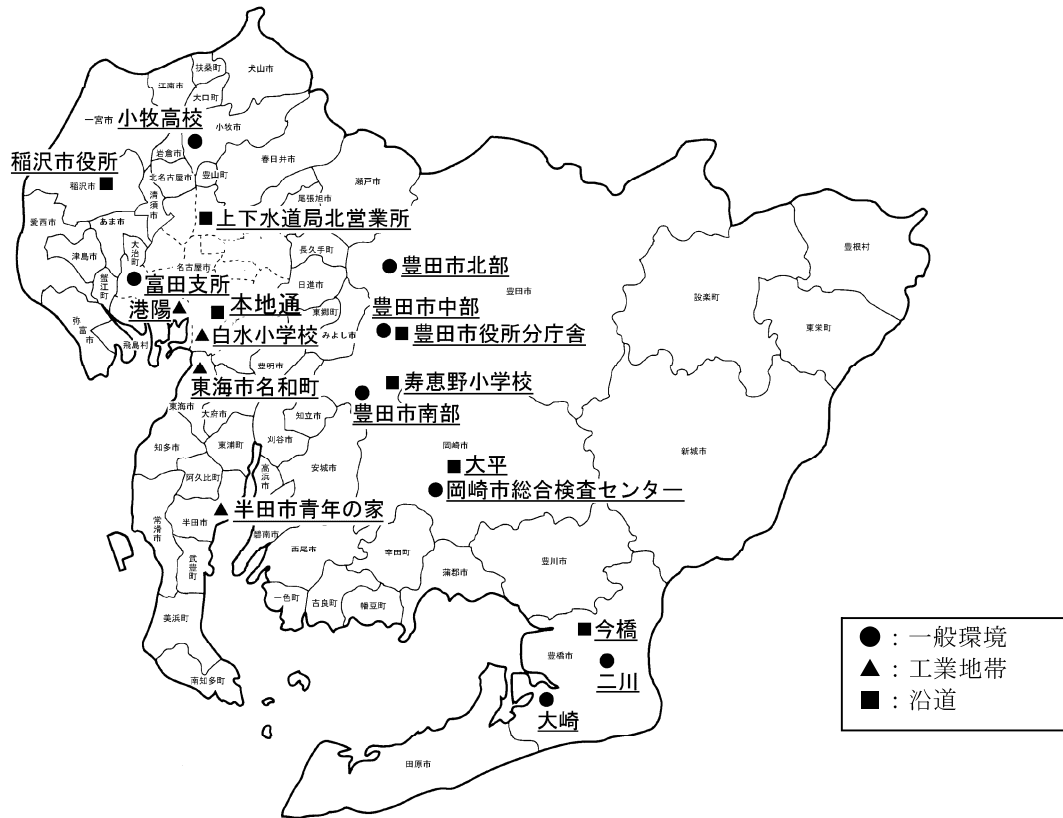 扶桑町
犬山市
江南市
大口町
一宮市
小牧高校
小牧市
稲沢市役所
岩倉市
春日井市
稲沢市
北名古屋市
豊山町
瀬戸市
清須市
尾張旭市
愛西市
あま市
上下水道局北営業所
大治町
津島市
長久手町
豊根村
名古屋市
豊田市北部
蟹江町
富田支所
日進市
豊田市
設楽町
港陽
本地通
東郷町
豊田市中部
東栄町
弥富市
飛島村
白水小学校
みよし市
豊田市役所分庁舎
豊明市
東海市名和町
寿恵野小学校
東海市
大府市
知立市
豊田市南部
知多市
東浦町
刈谷市
岡崎市
新城市
高浜市
安城市
大平
阿久比町
岡崎市総合検査センター
常滑市
半田市
半田市青年の家
碧南市
西尾市
幸田町
豊川市
武豊町
蒲郡市
一色町
吉良町
幡豆町
美浜町
今橋
豊橋市
南知多町
二川
大崎
田原市
●：一般環境
▲：工業地帯
■：沿道